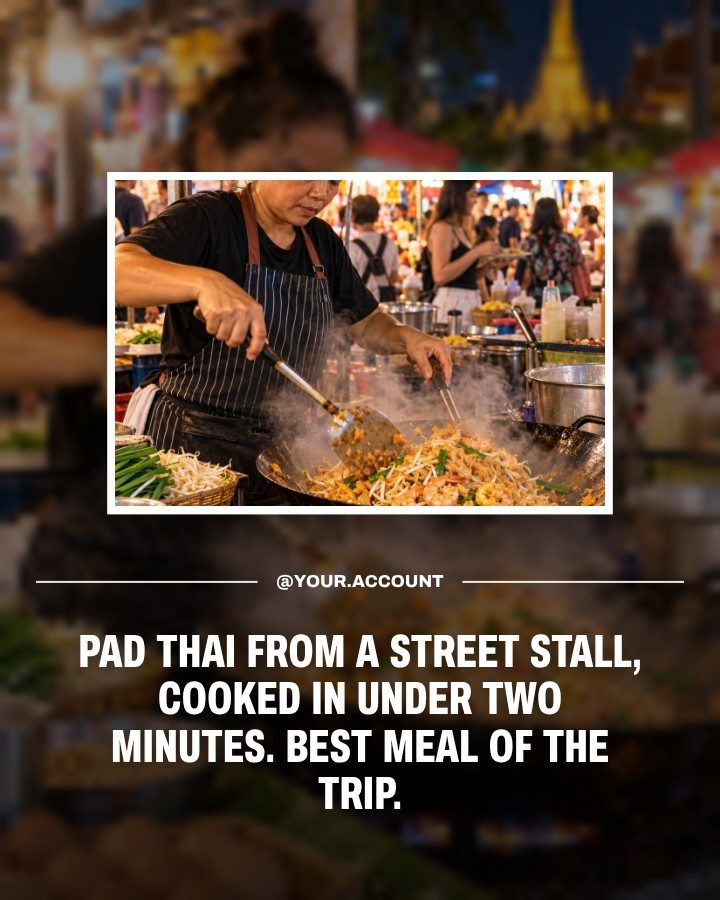 @YOUR.ACCOUNT
PAD THAI FROM A STREET STALL,
COOKED IN UNDER TWO
MINUTES. BEST MEAL OF THE
TRIP.